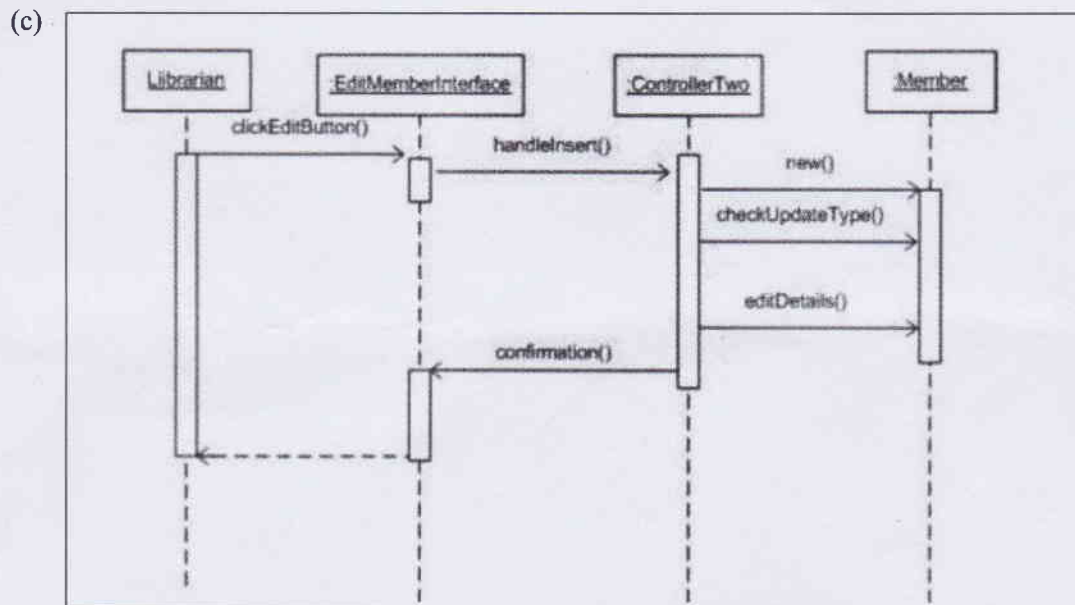 (c)
Liibrarian :EditMemberInterface :ControllerTwo :Member
clickEditButton()
handleInsert()
new()
checkUpdateType()
editDetails()
confirmation()